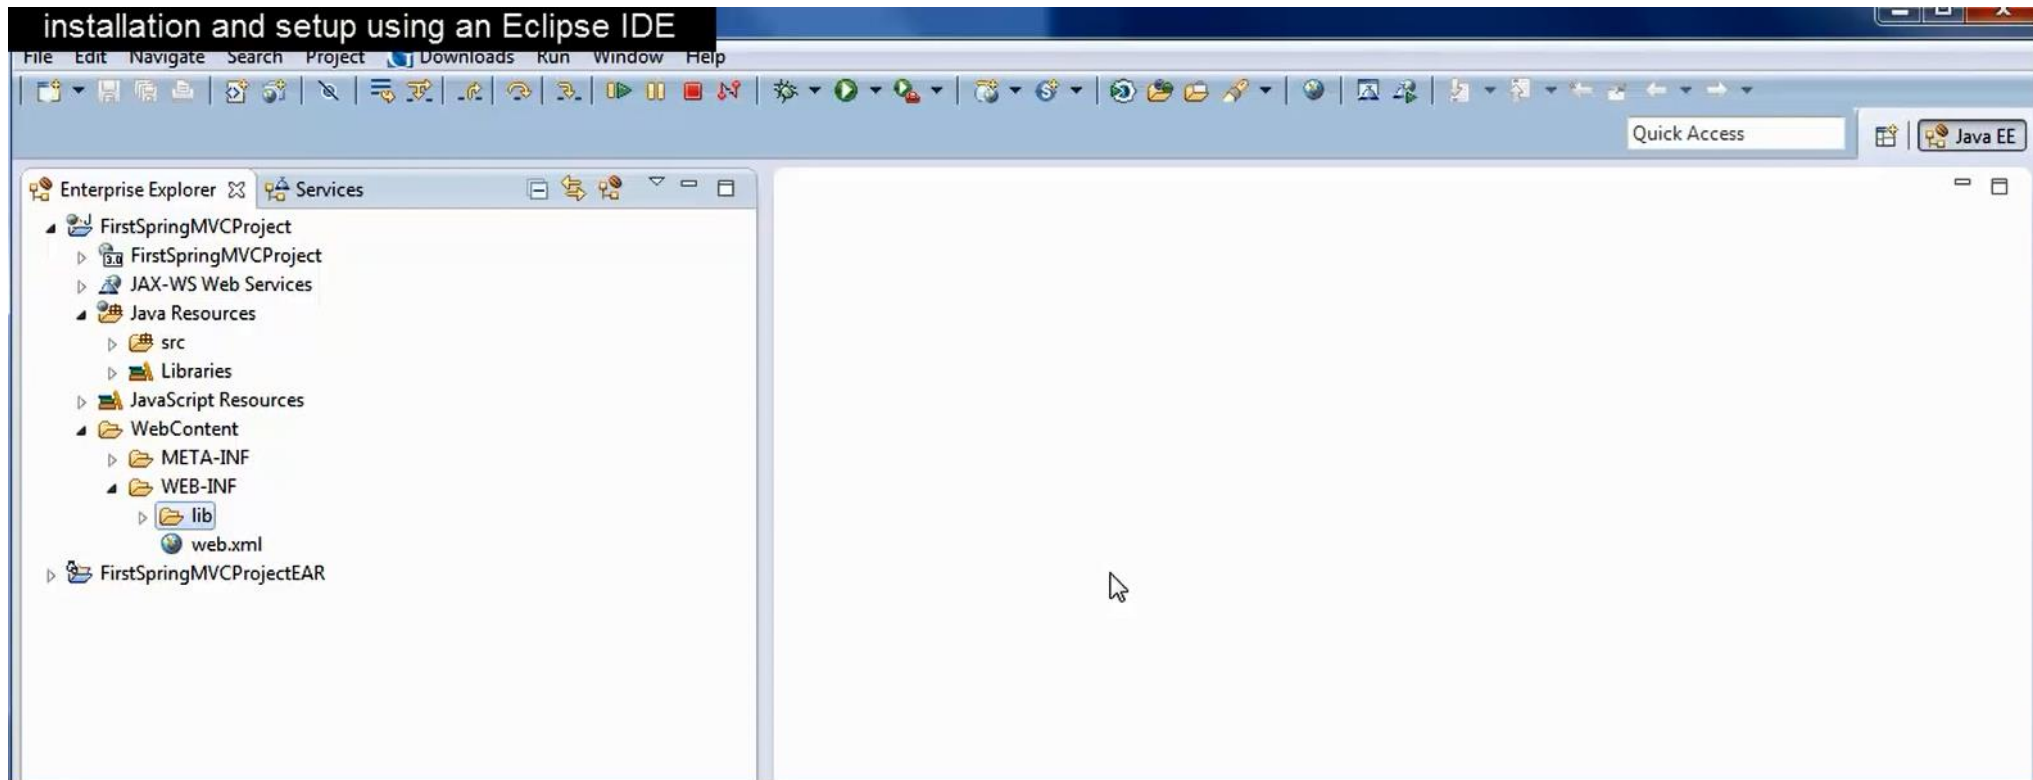 installation and setup using an Eclipse IDE
File Edit Navigate Search Project Downloads Run Window Help
Quick Access
Java EE
Enterprise Explorer Services
FirstSpringMVCProject
3.0 FirstSpringMVCProject
JAX-WS Web Services
Java Resources
src
Libraries
JavaScript Resources
WebContent
META-INF
WEB-INF
lib
web.xml
FirstSpringMVCProjectEAR